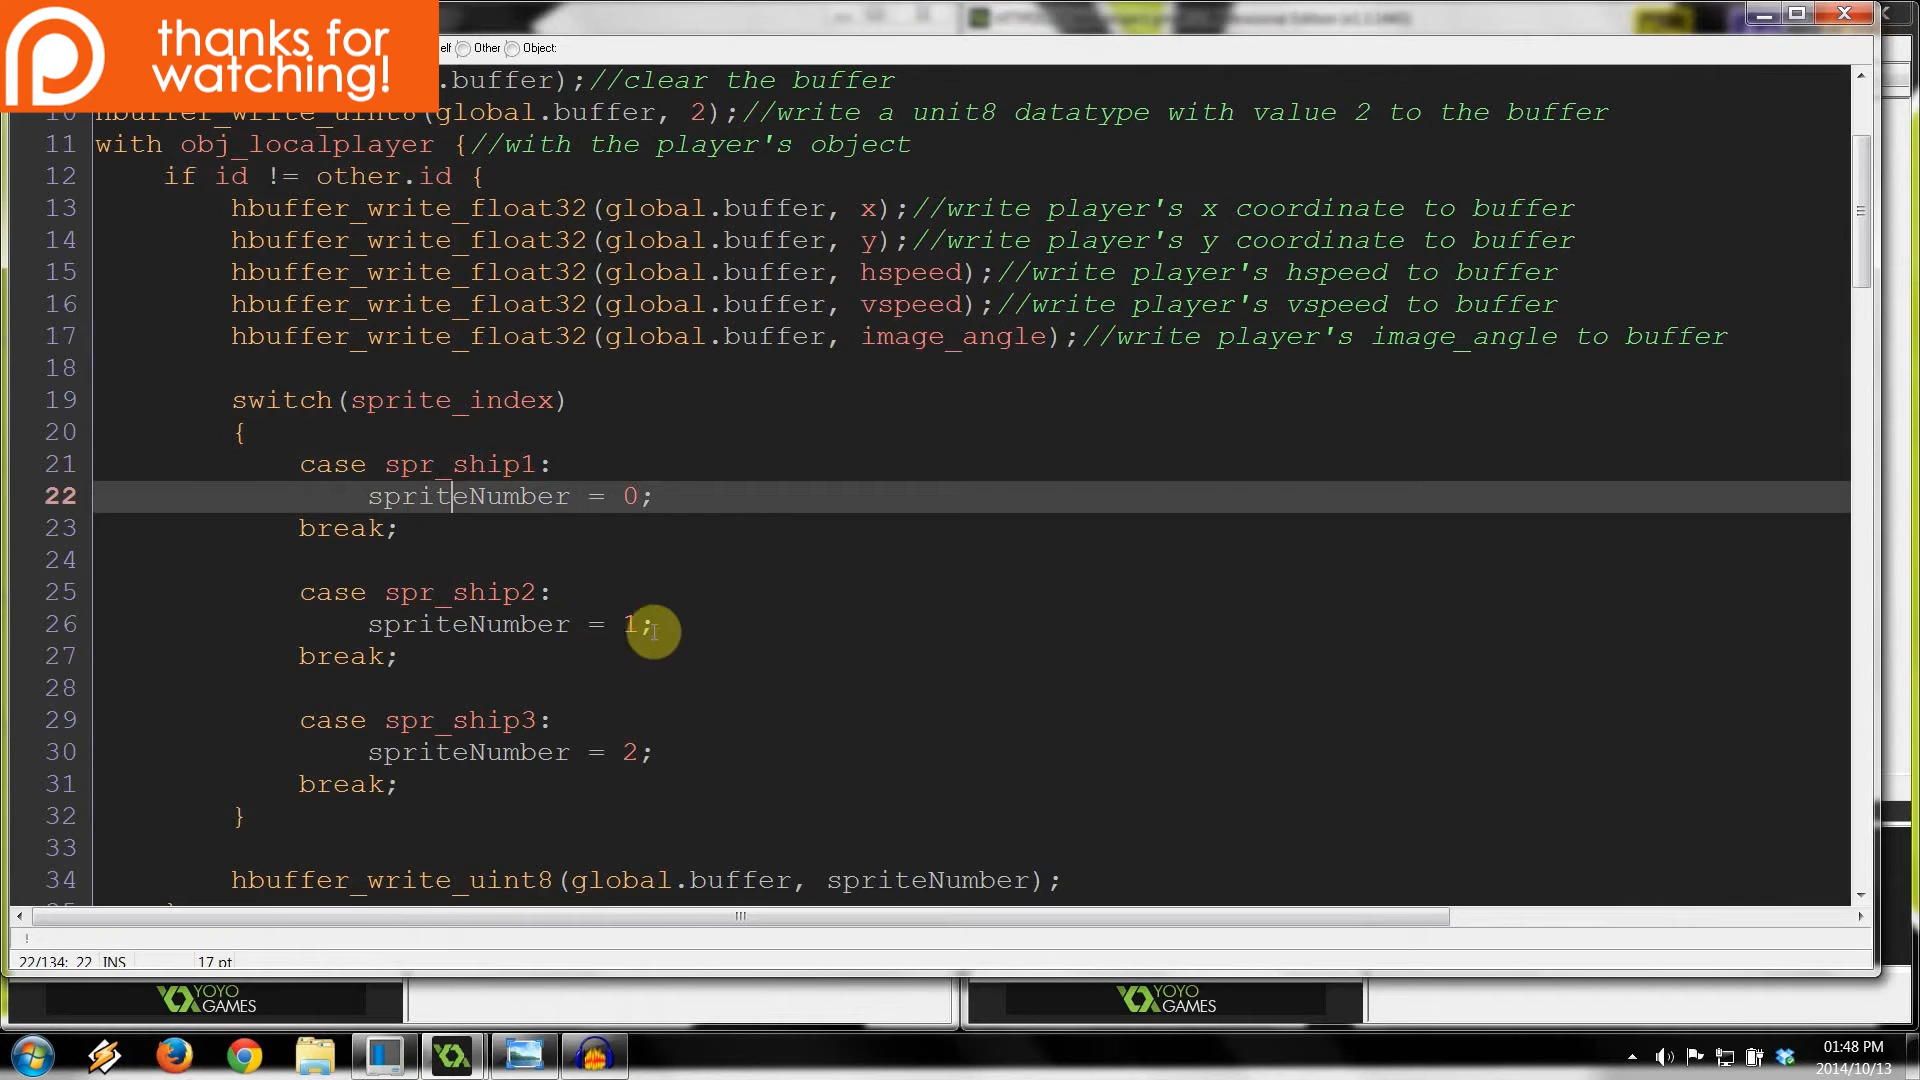 thanks for
watching!
elf Other Object:
.buffer);//clear the buffer
10 hbuffer_write_uint8(global.buffer, 2);//write a unit8 datatype with value 2 to the buffer
11 with obj_localplayer {//with the player's object
12 if id != other.id {
13 hbuffer_write_float32(global.buffer, x);//write player's x coordinate to buffer
14 hbuffer_write_float32(global.buffer, y);//write player's y coordinate to buffer
15 hbuffer_write_float32(global.buffer, hspeed);//write player's hspeed to buffer
16 hbuffer_write_float32(global.buffer, vspeed);//write player's vspeed to buffer
17 hbuffer_write_float32(global.buffer, image_angle);//write player's image_angle to buffer
18
19 switch(sprite_index)
20 {
21 case spr_ship1:
22 spriteNumber = 0;
23 break;
24
25 case spr_ship2:
26 spriteNumber = 1;
27 break;
28
29 case spr_ship3:
30 spriteNumber = 2;
31 break;
32 }
33
34 hbuffer_write_uint8(global.buffer, spriteNumber);
22/134: 22 INS 17 pt
YOYO GAMES
YOYO GAMES
01:48 PM
2014/10/13